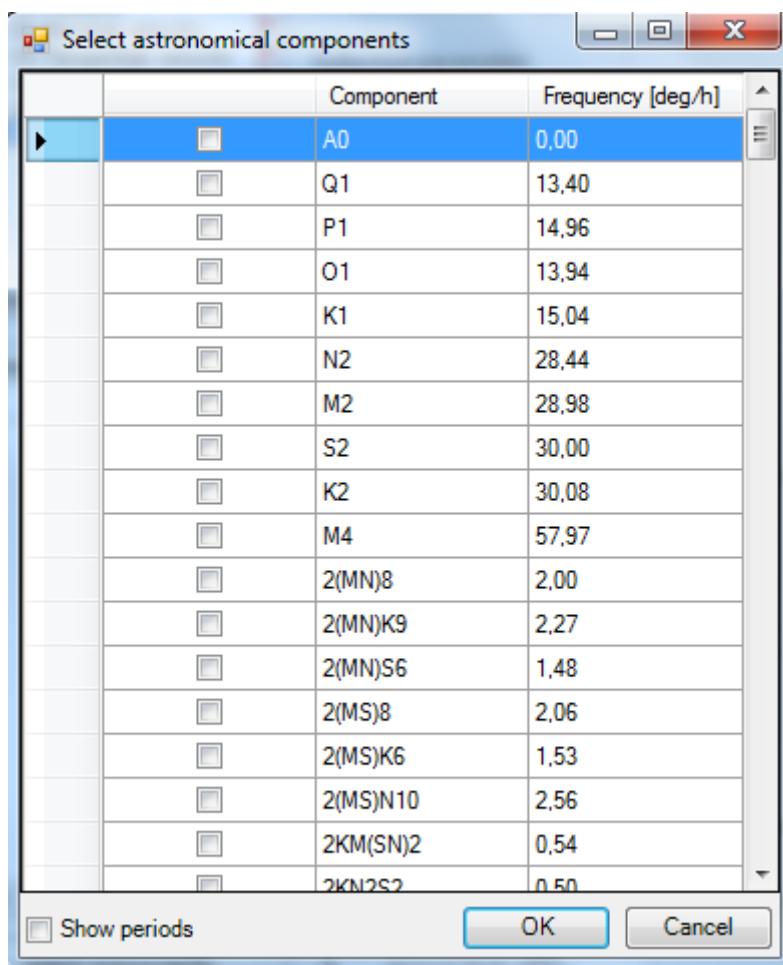 Select astronomical components
Component Frequency [deg/h]
A0 0,00
Q1 13,40
P1 14,96
O1 13,94
K1 15,04
N2 28,44
M2 28,98
S2 30,00
K2 30,08
M4 57,97
2(MN)8 2,00
2(MN)K9 2,27
2(MN)S6 1,48
2(MS)8 2,06
2(MS)K6 1,53
2(MS)N10 2,56
2KM(SN)2 0,54
2KN2S2 0,50
Show periods OK Cancel